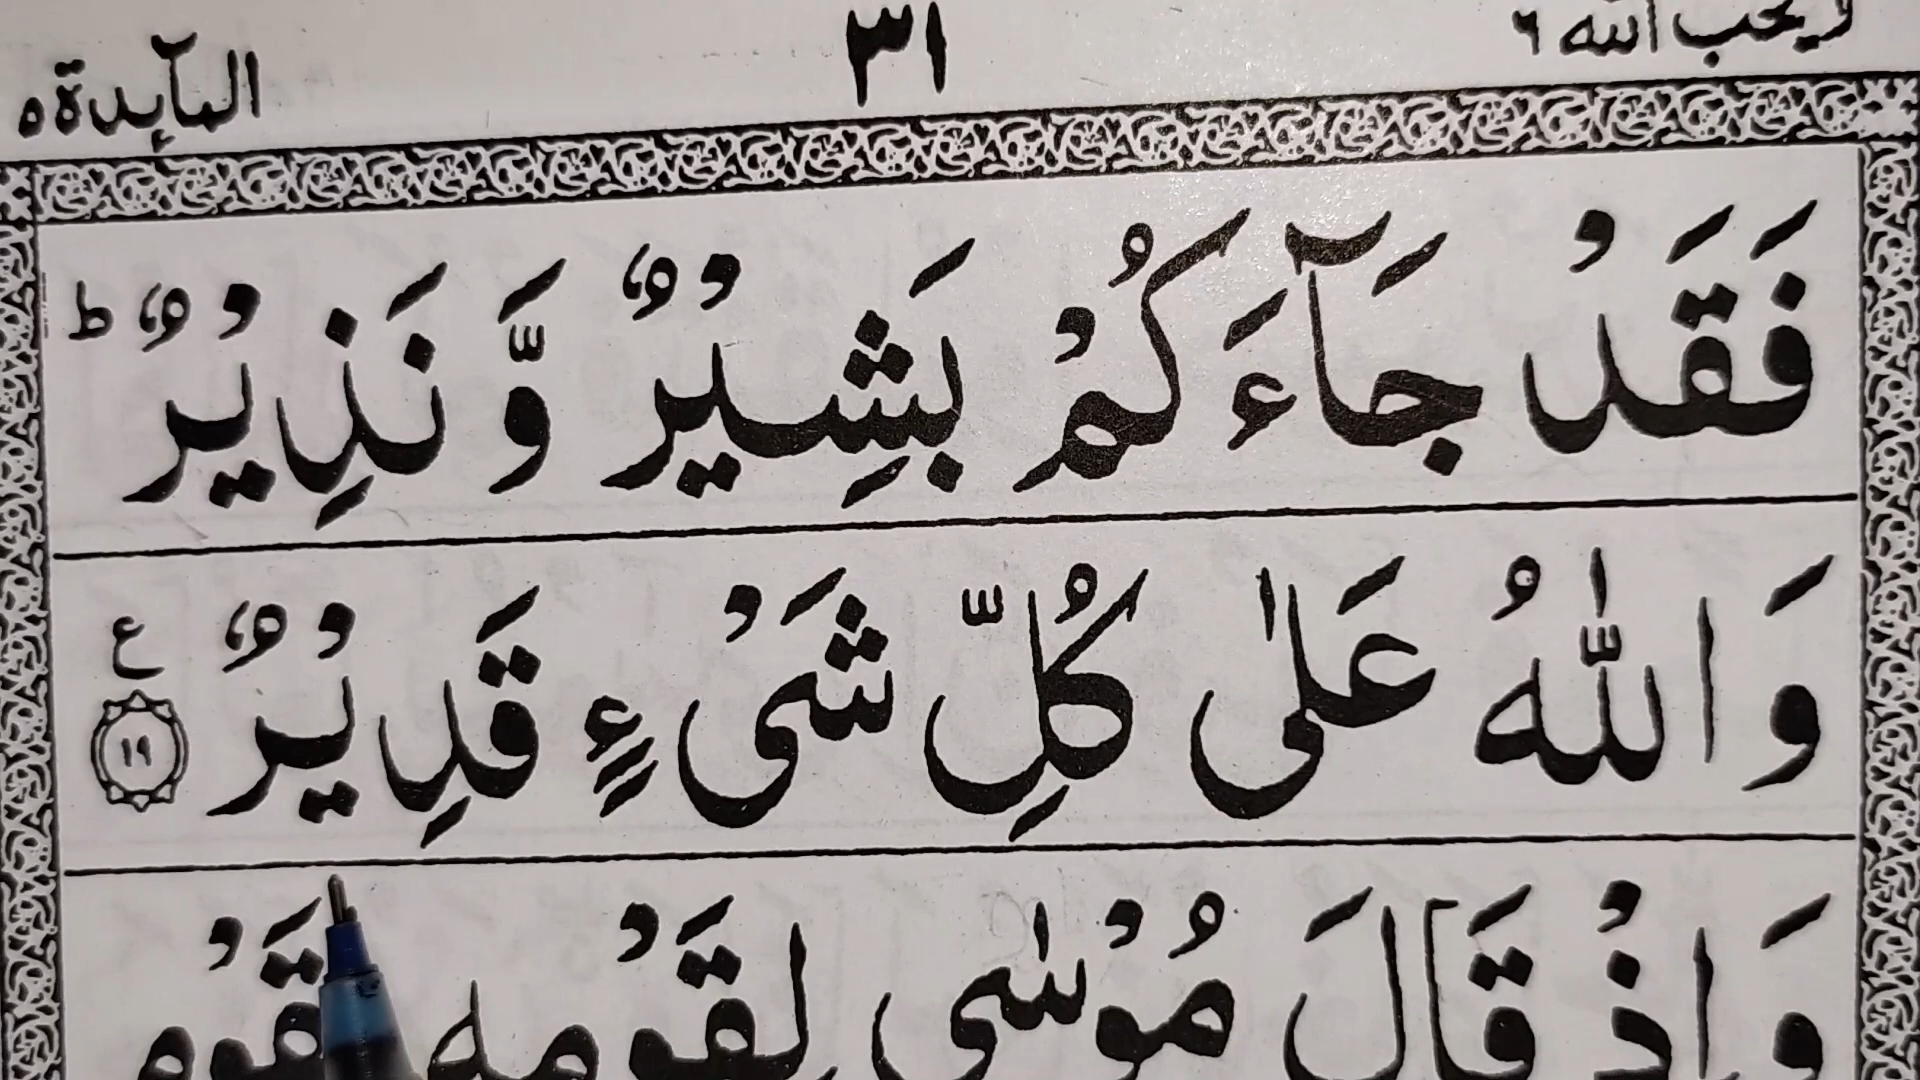 لا يحب الله ٦
٣١
المآئدة ٥
فَقَدْ جَآءَكُمْ بَشِيْرٌ وَّ نَذِيْرٌ ؕ
وَ اللّٰهُ عَلٰى كُلِّ شَىْءٍ قَدِيْرٌ ع ١٩
وَ اِذْ قَالَ مُوْسٰى لِقَوْمِهٖ يٰقَوْمِ